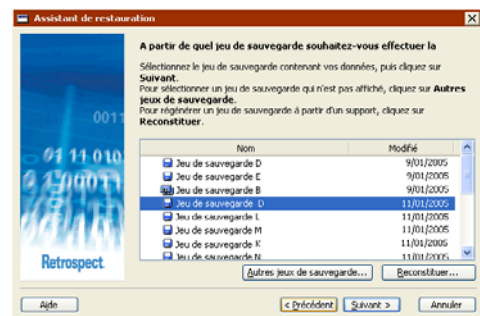 Assistant de restauration
A partir de quel jeu de sauvegarde souhaitez-vous effectuer la
Sélectionnez le jeu de sauvegarde contenant vos données, puis cliquez sur
Suivant.
Pour sélectionner un jeu de sauvegarde qui n'est pas affiché, cliquez sur Autres
jeux de sauvegarde.
Pour régénérer un jeu de sauvegarde à partir d'un support, cliquez sur
Reconstituer.
Nom Modifié
Jeu de sauvegarde D 9/01/2005
Jeu de sauvegarde E 9/01/2005
Jeu de sauvegarde B 9/01/2005
Jeu de sauvegarde D 11/01/2005
Jeu de sauvegarde L 11/01/2005
Jeu de sauvegarde M 11/01/2005
Jeu de sauvegarde K 11/01/2005
Jeu de sauvegarde N 11/01/2005
Retrospect.
Autres jeux de sauvegarde... Reconstituer...
Aide < Précédent Suivant > Annuler